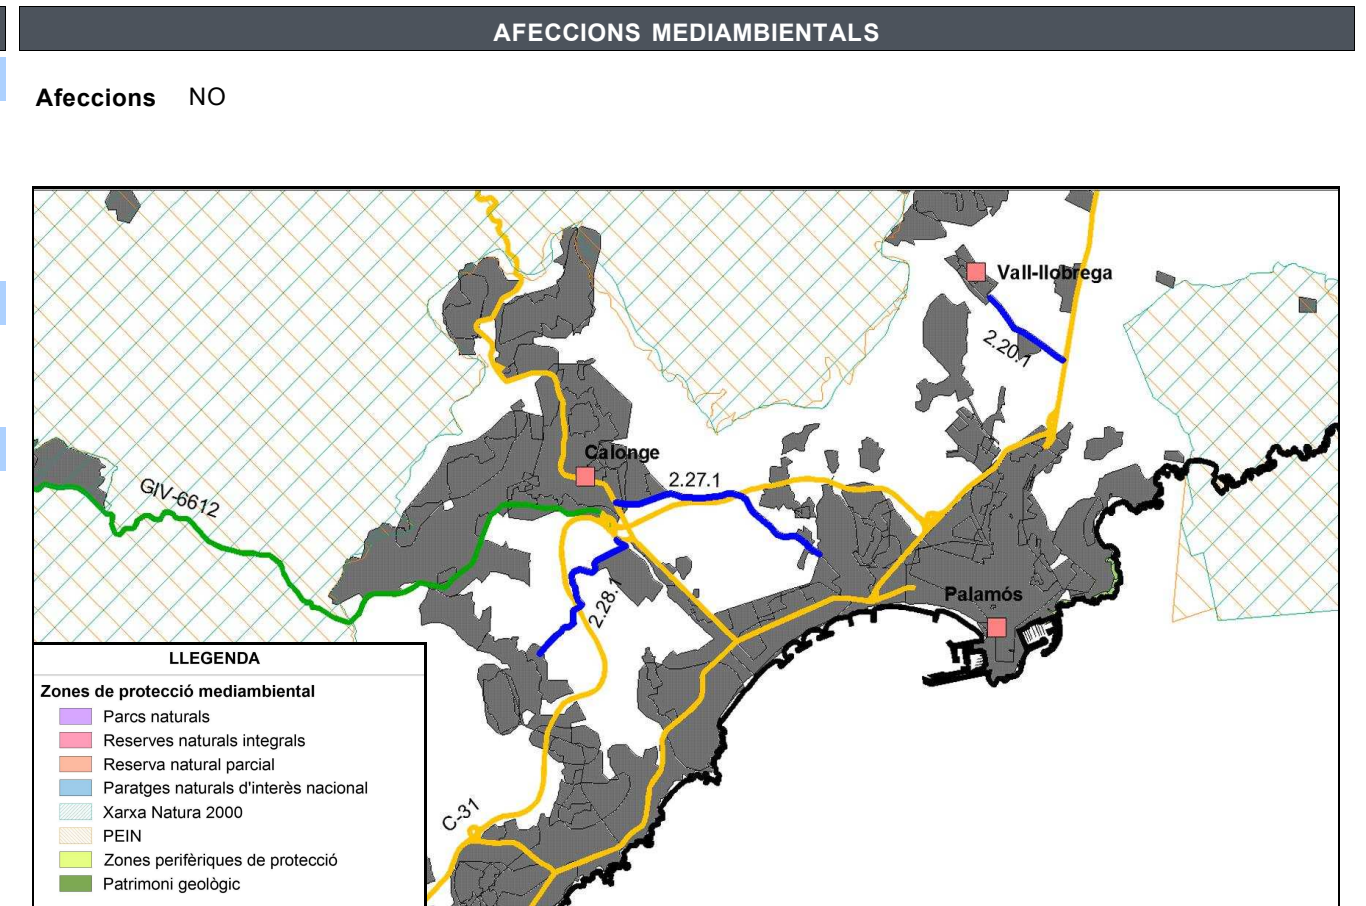 AFECCIONS MEDIAMBIENTALS
Afeccions NO
Vall-llobrega
2.20.1
Calonge
2.27.1
GIV-6612
2.28.1
Palamós
C-31
LLEGENDA
Zones de protecció mediambiental
Parcs naturals
Reserves naturals integrals
Reserva natural parcial
Paratges naturals d'interès nacional
Xarxa Natura 2000
PEIN
Zones perifèriques de protecció
Patrimoni geològic